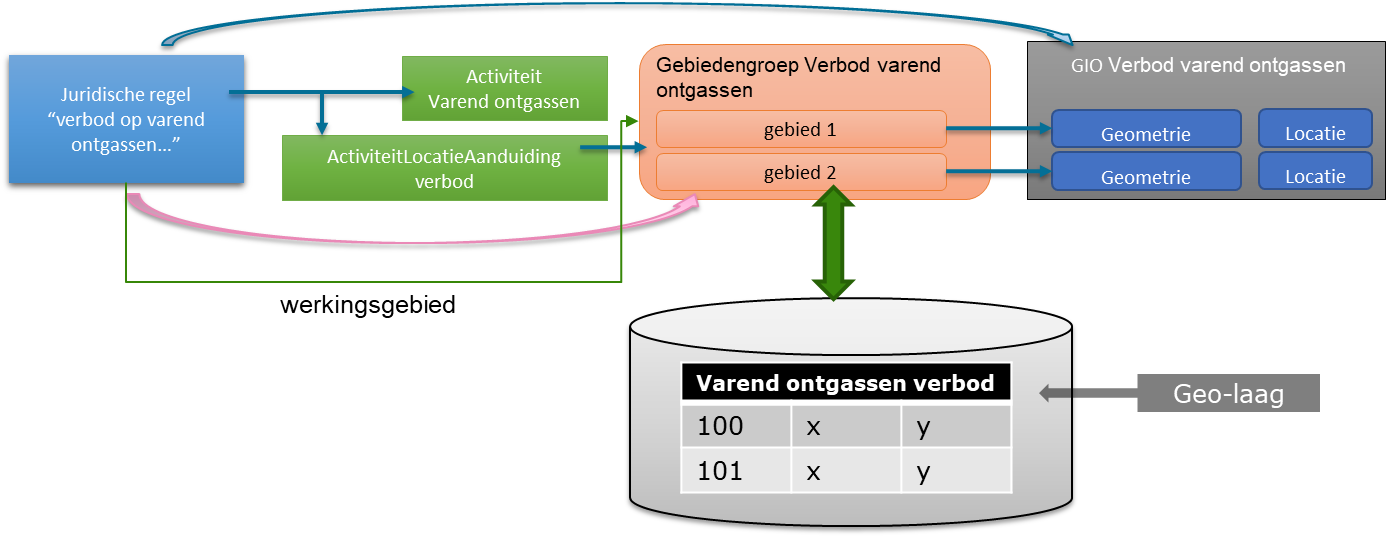 Juridische regel
“verbod op varend
ontgassen...”
Activiteit
Varend ontgassen
ActiviteitLocatieAanduiding
verbod
Gebiedengroep Verbod varend
ontgassen
gebied 1
gebied 2
GIO Verbod varend ontgassen
Geometrie
Locatie
Geometrie
Locatie
werkingsgebied
Varend ontgassen verbod
100 x y
101 x y
Geo-laag